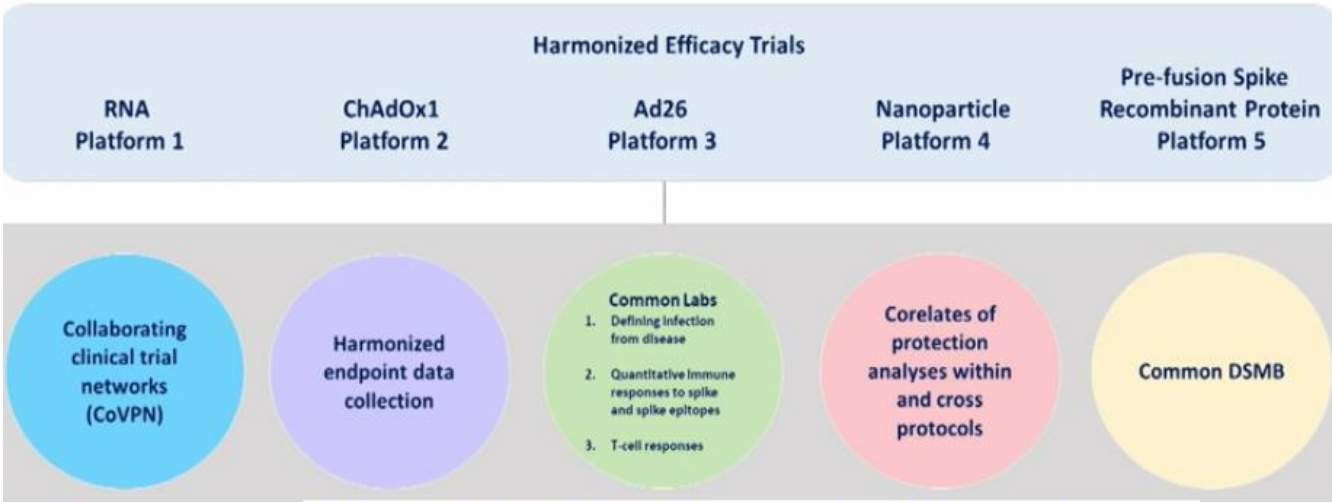 Harmonized Efficacy Trials
RNA
Platform 1
ChAdOx1
Platform 2
Ad26
Platform 3
Nanoparticle
Platform 4
Pre-fusion Spike
Recombinant Protein
Platform 5
Collaborating
clinical trial
networks
(CoVPN)
Harmonized
endpoint data
collection
Common Labs
1. Defining infection
from disease
2. Quantitative immune
responses to spike
and spike epitopes
3. T-cell responses
Corelates of
protection
analyses within
and cross
protocols
Common DSMB